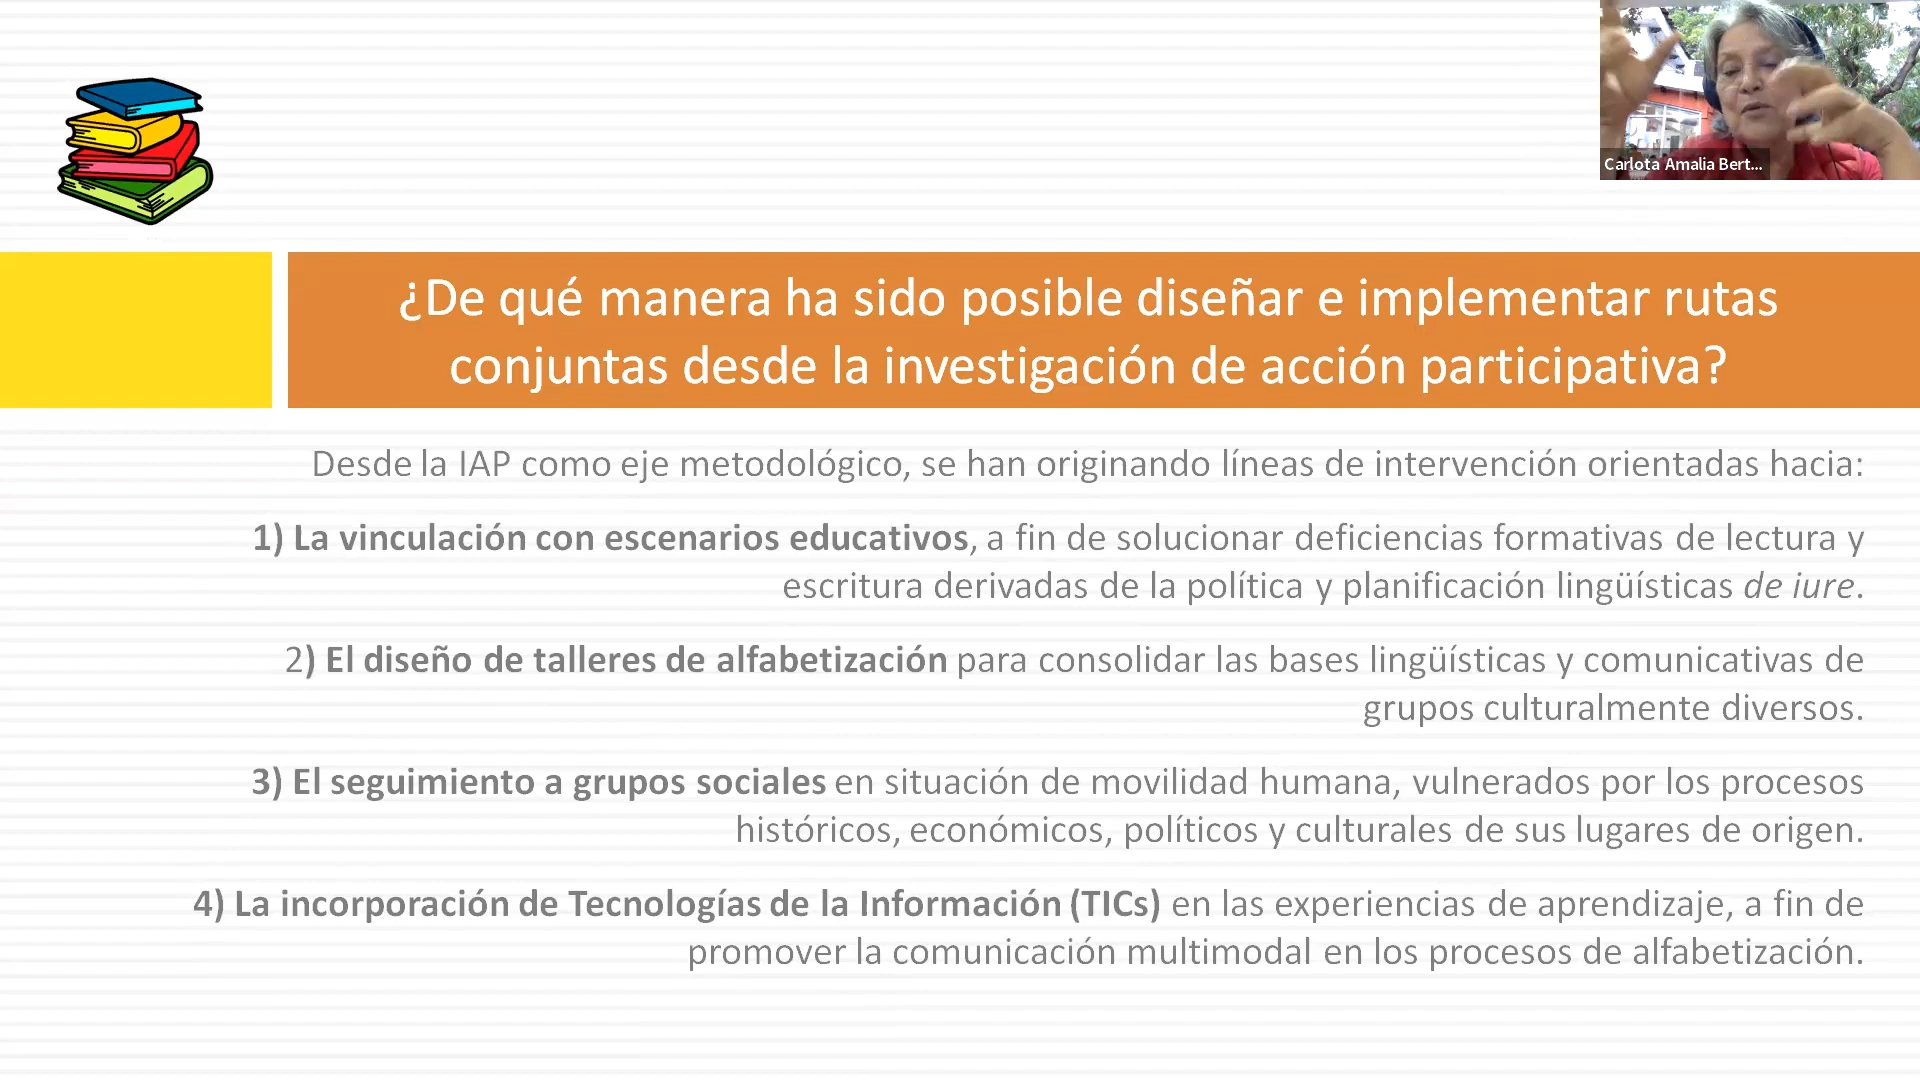 Carlota Amalia Bert...
¿De qué manera ha sido posible diseñar e implementar rutas
conjuntas desde la investigación de acción participativa?
Desde la IAP como eje metodológico, se han originando líneas de intervención orientadas hacia:
1) La vinculación con escenarios educativos, a fin de solucionar deficiencias formativas de lectura y
escritura derivadas de la política y planificación lingüísticas de iure.
2) El diseño de talleres de alfabetización para consolidar las bases lingüísticas y comunicativas de
grupos culturalmente diversos.
3) El seguimiento a grupos sociales en situación de movilidad humana, vulnerados por los procesos
históricos, económicos, políticos y culturales de sus lugares de origen.
4) La incorporación de Tecnologías de la Información (TICs) en las experiencias de aprendizaje, a fin de
promover la comunicación multimodal en los procesos de alfabetización.